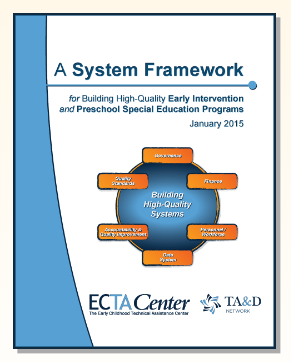 A System Framework
for Building High-Quality Early Intervention
and Preschool Special Education Programs
January 2015
Governance
Quality
Standards
Finance
Building
High-Quality
Systems
Accountability &
Quality Improvement
Personnel/
Workforce
Data
System
ECTA Center
The Early Childhood Technical Assistance Center
TA&D
NETWORK